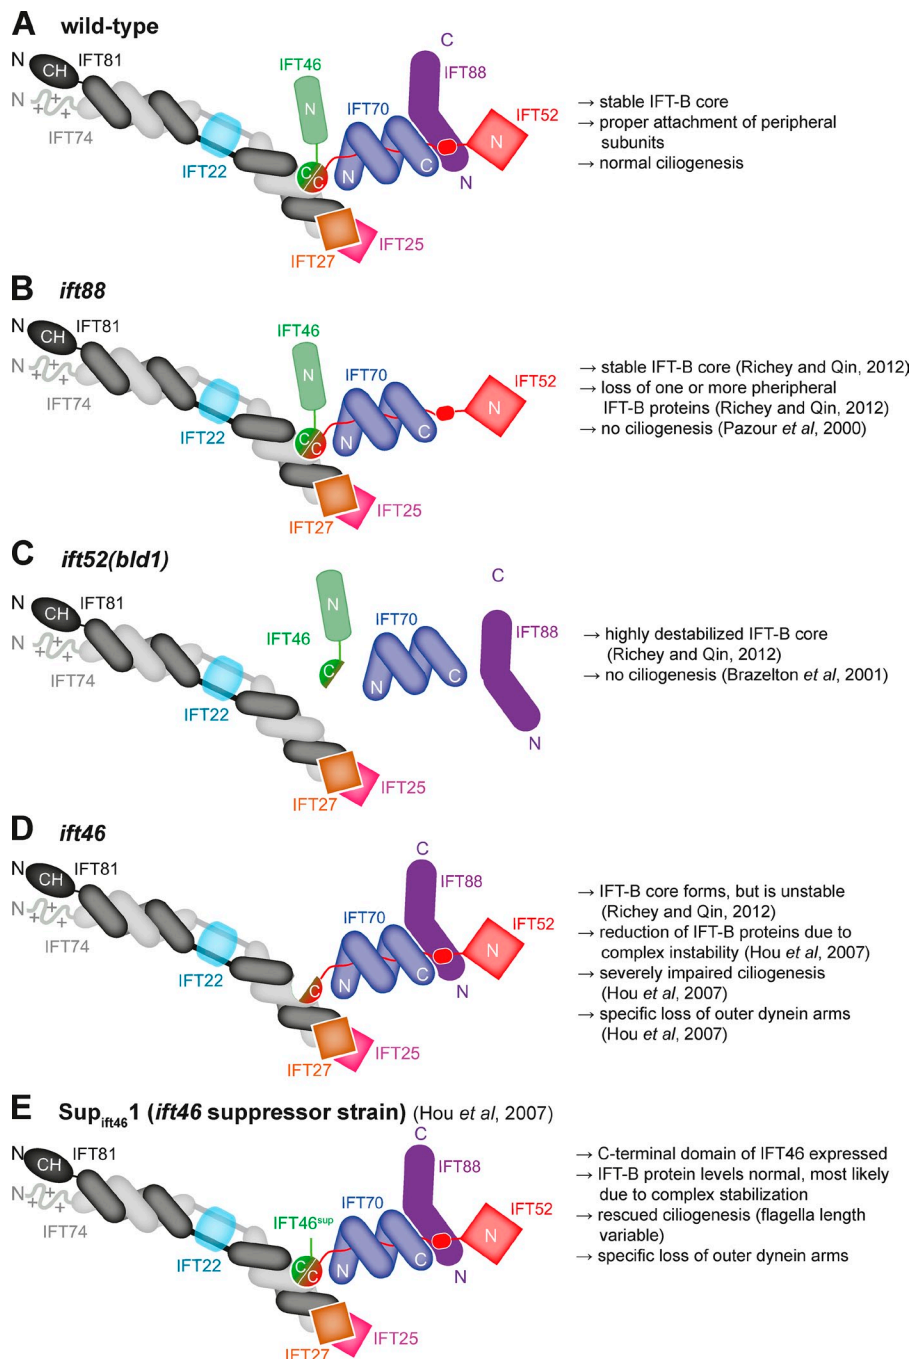 A wild-type
C
N
CH
IFT81
IFT46
IFT88
N
IFT74
N
IFT70
IFT52
N
→ stable IFT-B core
→ proper attachment of peripheral
subunits
→ normal ciliogenesis
IFT22
C
C
N
C
N
IFT27
IFT25
B ift88
N
CH
IFT81
IFT46
N
IFT74
N
IFT70
IFT52
N
→ stable IFT-B core (Richey and Qin, 2012)
→ loss of one or more pheripheral
IFT-B proteins (Richey and Qin, 2012)
→ no ciliogenesis (Pazour et al, 2000)
IFT22
C
C
N
C
IFT27
IFT25
C ift52(bld1)
C
N
CH
IFT81
N
IFT74
N
IFT46
C
IFT88
N
C
→ highly destabilized IFT-B core
(Richey and Qin, 2012)
→ no ciliogenesis (Brazelton et al, 2001)
IFT70
IFT22
N
IFT27
IFT25
D ift46
C
N
CH
IFT81
IFT88
N
IFT74
IFT70
IFT52
N
→ IFT-B core forms, but is unstable
(Richey and Qin, 2012)
→ reduction of IFT-B proteins due to
complex instability (Hou et al, 2007)
→ severely impaired ciliogenesis
(Hou et al, 2007)
→ specific loss of outer dynein arms
(Hou et al, 2007)
IFT22
C
N
C
N
IFT27
IFT25
E Supift461 (ift46 suppressor strain) (Hou et al, 2007)
C
N
CH
IFT81
IFT88
N
IFT74
IFT46sup
IFT70
IFT52
N
→ C-terminal domain of IFT46 expressed
→ IFT-B protein levels normal, most likely
due to complex stabilization
→ rescued ciliogenesis (flagella length
variable)
→ specific loss of outer dynein arms
IFT22
C
C
N
C
N
IFT27
IFT25